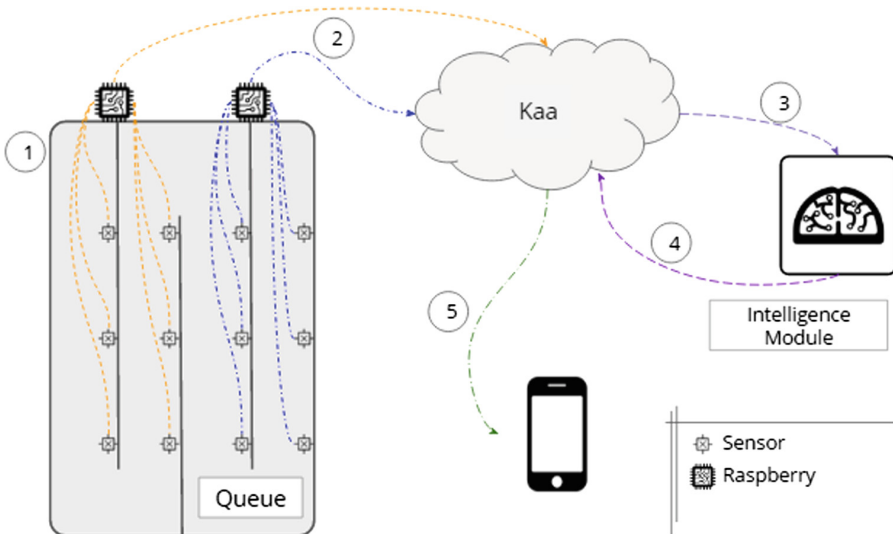 2
Kaa
3
1
4
5
Intelligence
Module
Sensor
Raspberry
Queue